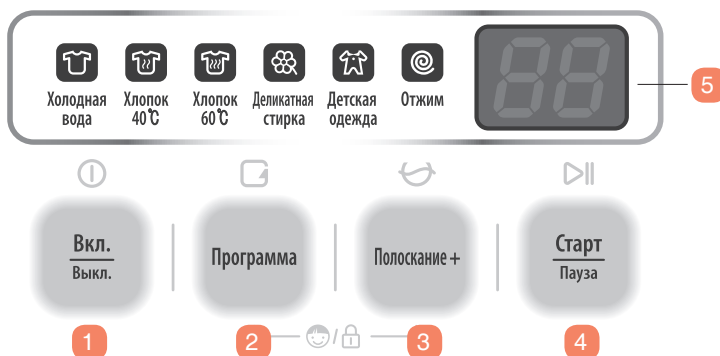 88
5
Холодная вода
Хлопок 40℃
Хлопок 60℃
Деликатная стирка
Детская одежда
Отжим
Вкл.
Выкл.
Программа
Полоскание +
Старт
Пауза
1
2
/
3
4